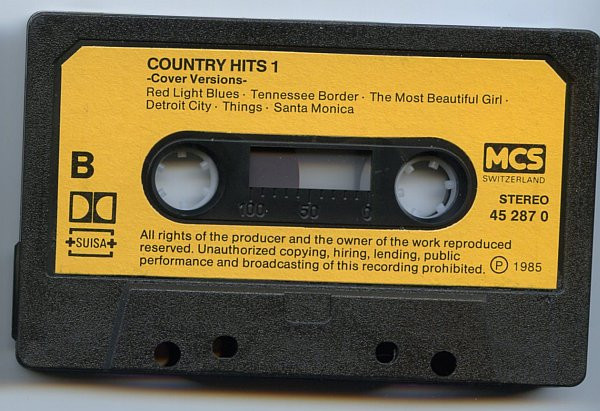 COUNTRY HITS 1
-Cover Versions-
Red Light Blues · Tennessee Border · The Most Beautiful Girl ·
Detroit City · Things · Santa Monica
B
MCS
SWITZERLAND
STEREO
45 287 0
100 50 0
+SUISA+
All rights of the producer and the owner of the work reproduced
reserved. Unauthorized copying, hiring, lending, public
performance and broadcasting of this recording prohibited. Ⓟ 1985